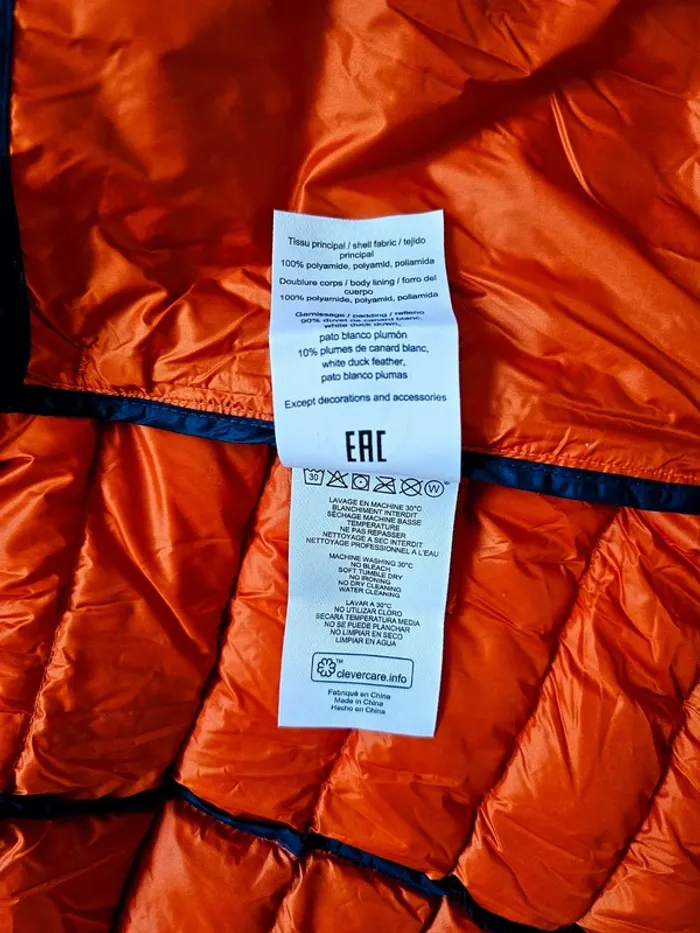 Tissu principal / shell fabric / tejido
principal
100% polyamide, polyamid, poliamida
Doublure corps / body lining / forro del
cuerpo
100% polyamide, polyamid, poliamida
Garnissage / padding / relleno
90% duvet de canard blanc,
white duck down,
pato blanco plumón
10% plumes de canard blanc,
white duck feather,
pato blanco plumas
Except decorations and accessories
EAC
30 W
LAVAGE EN MACHINE 30°C
BLANCHIMENT INTERDIT
SÉCHAGE MACHINE BASSE
TEMPERATURE
NE PAS REPASSER
NETTOYAGE A SEC INTERDIT
NETTOYAGE PROFESSIONNEL A L'EAU
MACHINE WASHING 30°C
NO BLEACH
SOFT TUMBLE DRY
NO IRONING
NO DRY CLEANING
WATER CLEANING
LAVAR A 30°C
NO UTILIZAR CLORO
SECARA TEMPERATURA MEDIA
NO SE PUEDE PLANCHAR
NO LIMPIAR EN SECO
LIMPIAR EN AGUA
TM
clevercare.info
Fabriqué en Chine
Made in China
Hecho en China